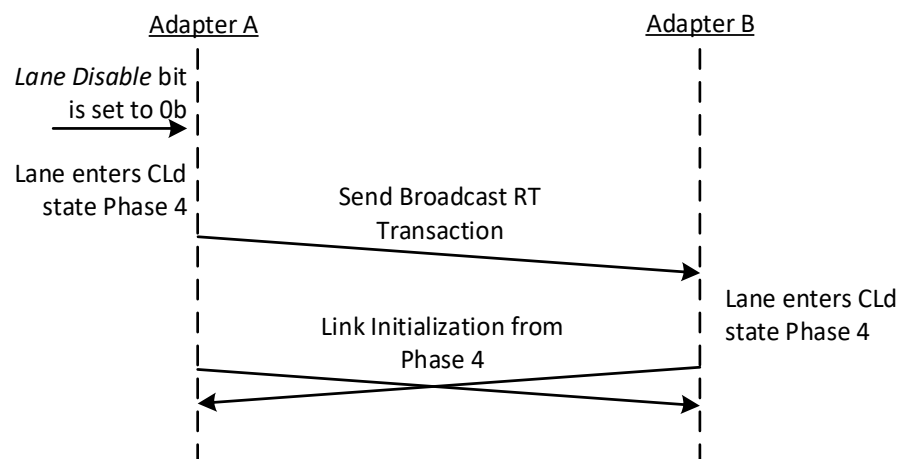 Adapter A
Adapter B
Lane Disable bit
is set to 0b
Lane enters CLd
state Phase 4
Send Broadcast RT
Transaction
Lane enters CLd
state Phase 4
Link Initialization from
Phase 4